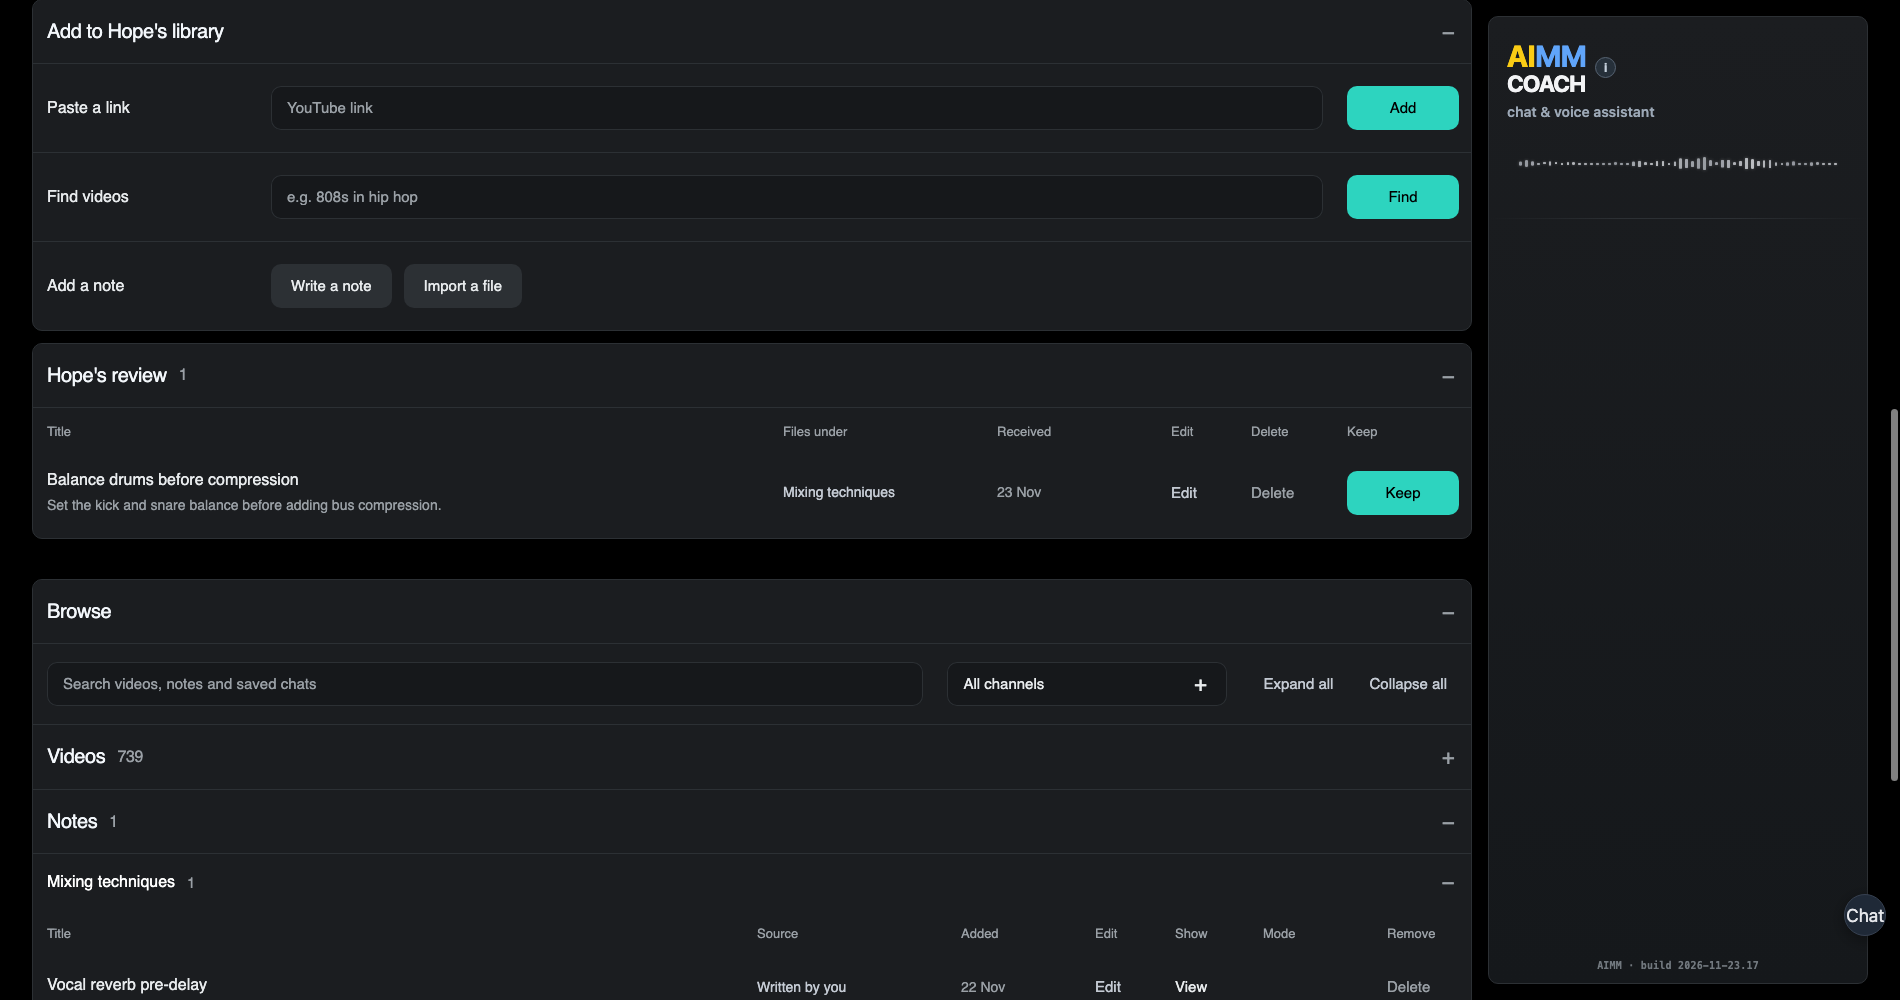 Add to Hope's library
Paste a link
YouTube link
Add
Find videos
e.g. 808s in hip hop
Find
Add a note
Write a note
Import a file
Hope's review 1
Title Files under Received Edit Delete Keep
Balance drums before compression
Set the kick and snare balance before adding bus compression.
Mixing techniques 23 Nov Edit Delete Keep
Browse
Search videos, notes and saved chats
All channels +
Expand all Collapse all
Videos 739
Notes 1
Mixing techniques 1
Title Source Added Edit Show Mode Remove
Vocal reverb pre-delay Written by you 22 Nov Edit View Delete
AIMM
COACH
i
chat & voice assistant
Chat
AIMM · build 2026-11-23.17